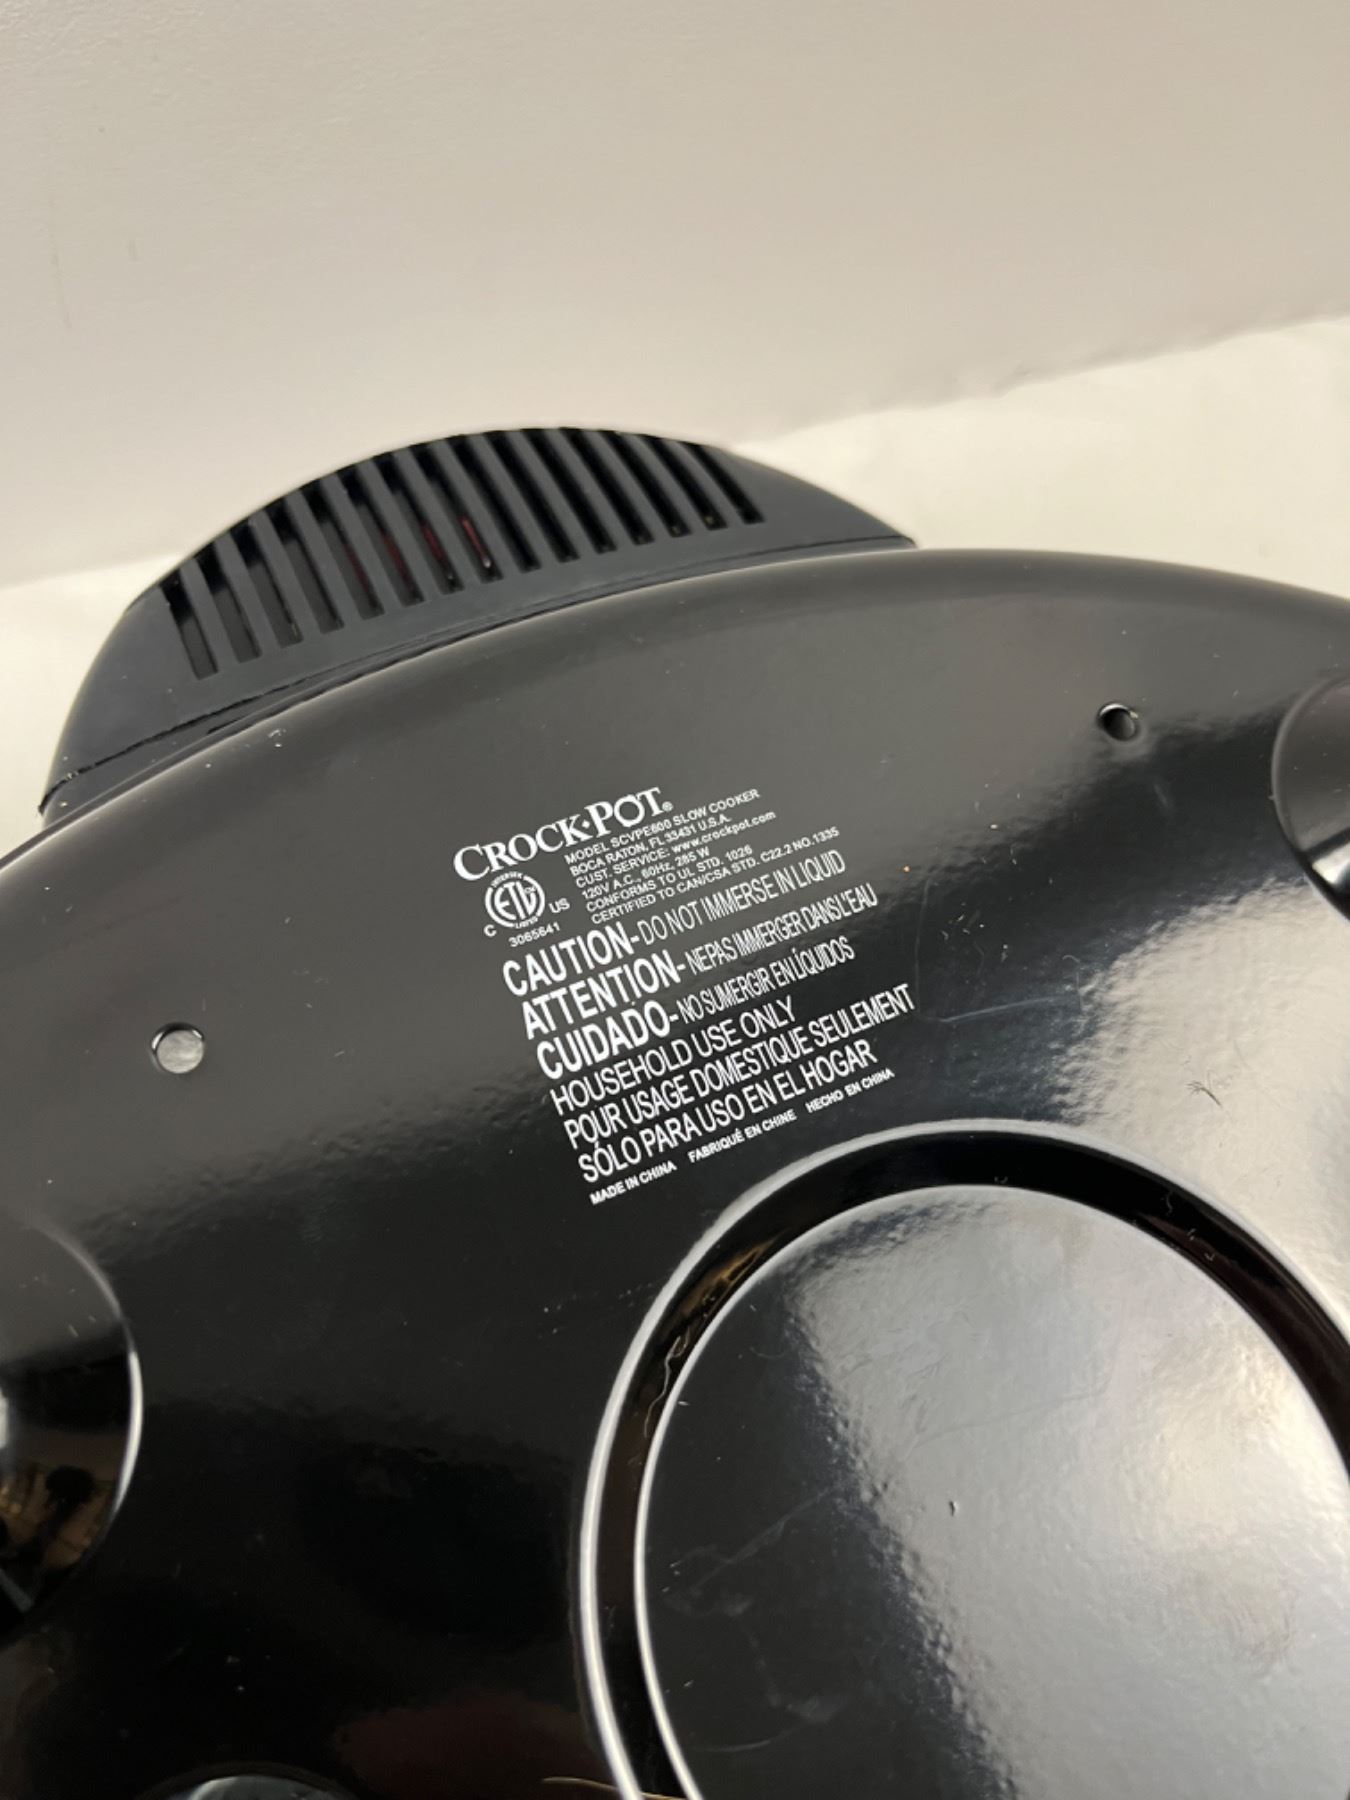 CROCK·POT®
MODEL SCVPE600 SLOW COOKER
BOCA RATON, FL 33431 U.S.A.
CUST. SERVICE: www.crockpot.com
120V A.C., 60Hz, 285 W
CONFORMS TO UL STD. 1026
CERTIFIED TO CAN/CSA STD. C22.2 NO.1335
INTERTEK
ETL
LISTED
C US
3065641
CAUTION-DO NOT IMMERSE IN LIQUID
ATTENTION-NE PAS IMMERGER DANS L'EAU
CUIDADO-NO SUMERGIR EN LÍQUIDOS
HOUSEHOLD USE ONLY
POUR USAGE DOMESTIQUE SEULEMENT
SÓLO PARA USO EN EL HOGAR
MADE IN CHINA FABRIQUÉ EN CHINE HECHO EN CHINA